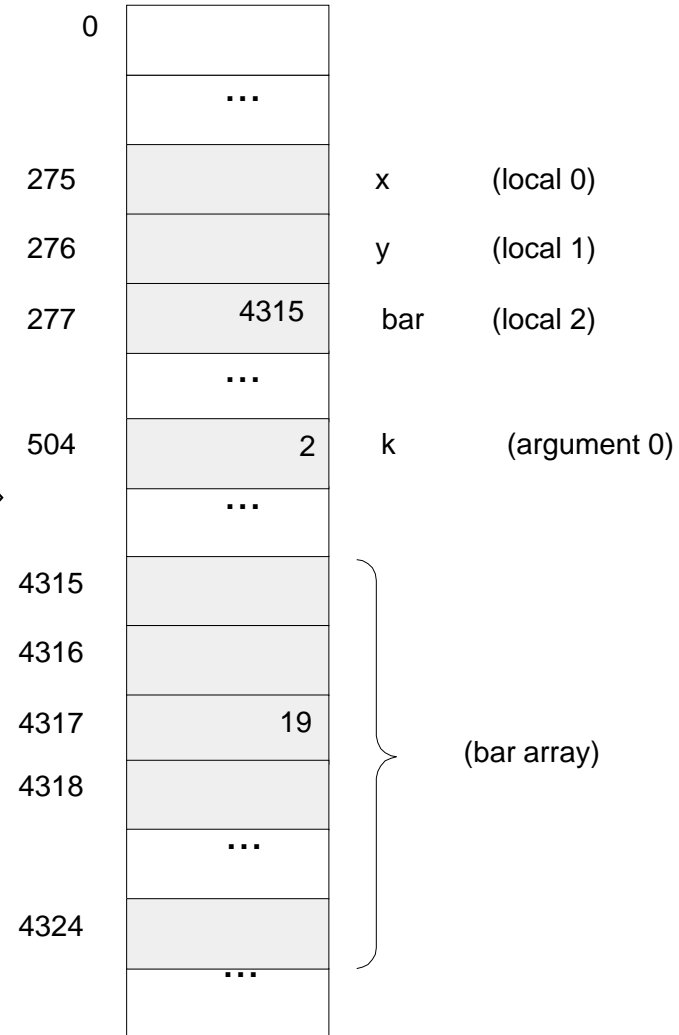 0
...
275 x (local 0)
276 y (local 1)
277 4315 bar (local 2)
...
504 2 k (argument 0)
...
4315
4316
4317 19
(bar array)
4318
...
4324
...